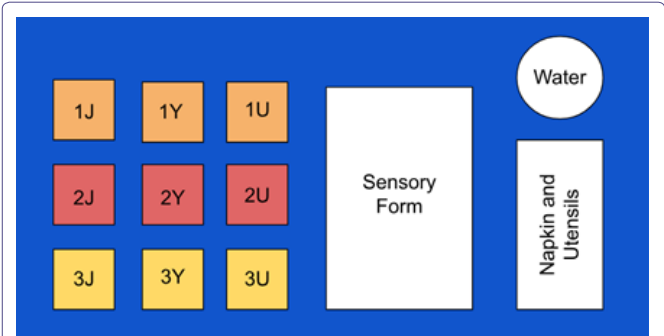 Water
1J
1Y
1U
Sensory
Form
Napkin and
Utensils
2J
2Y
2U
3J
3Y
3U